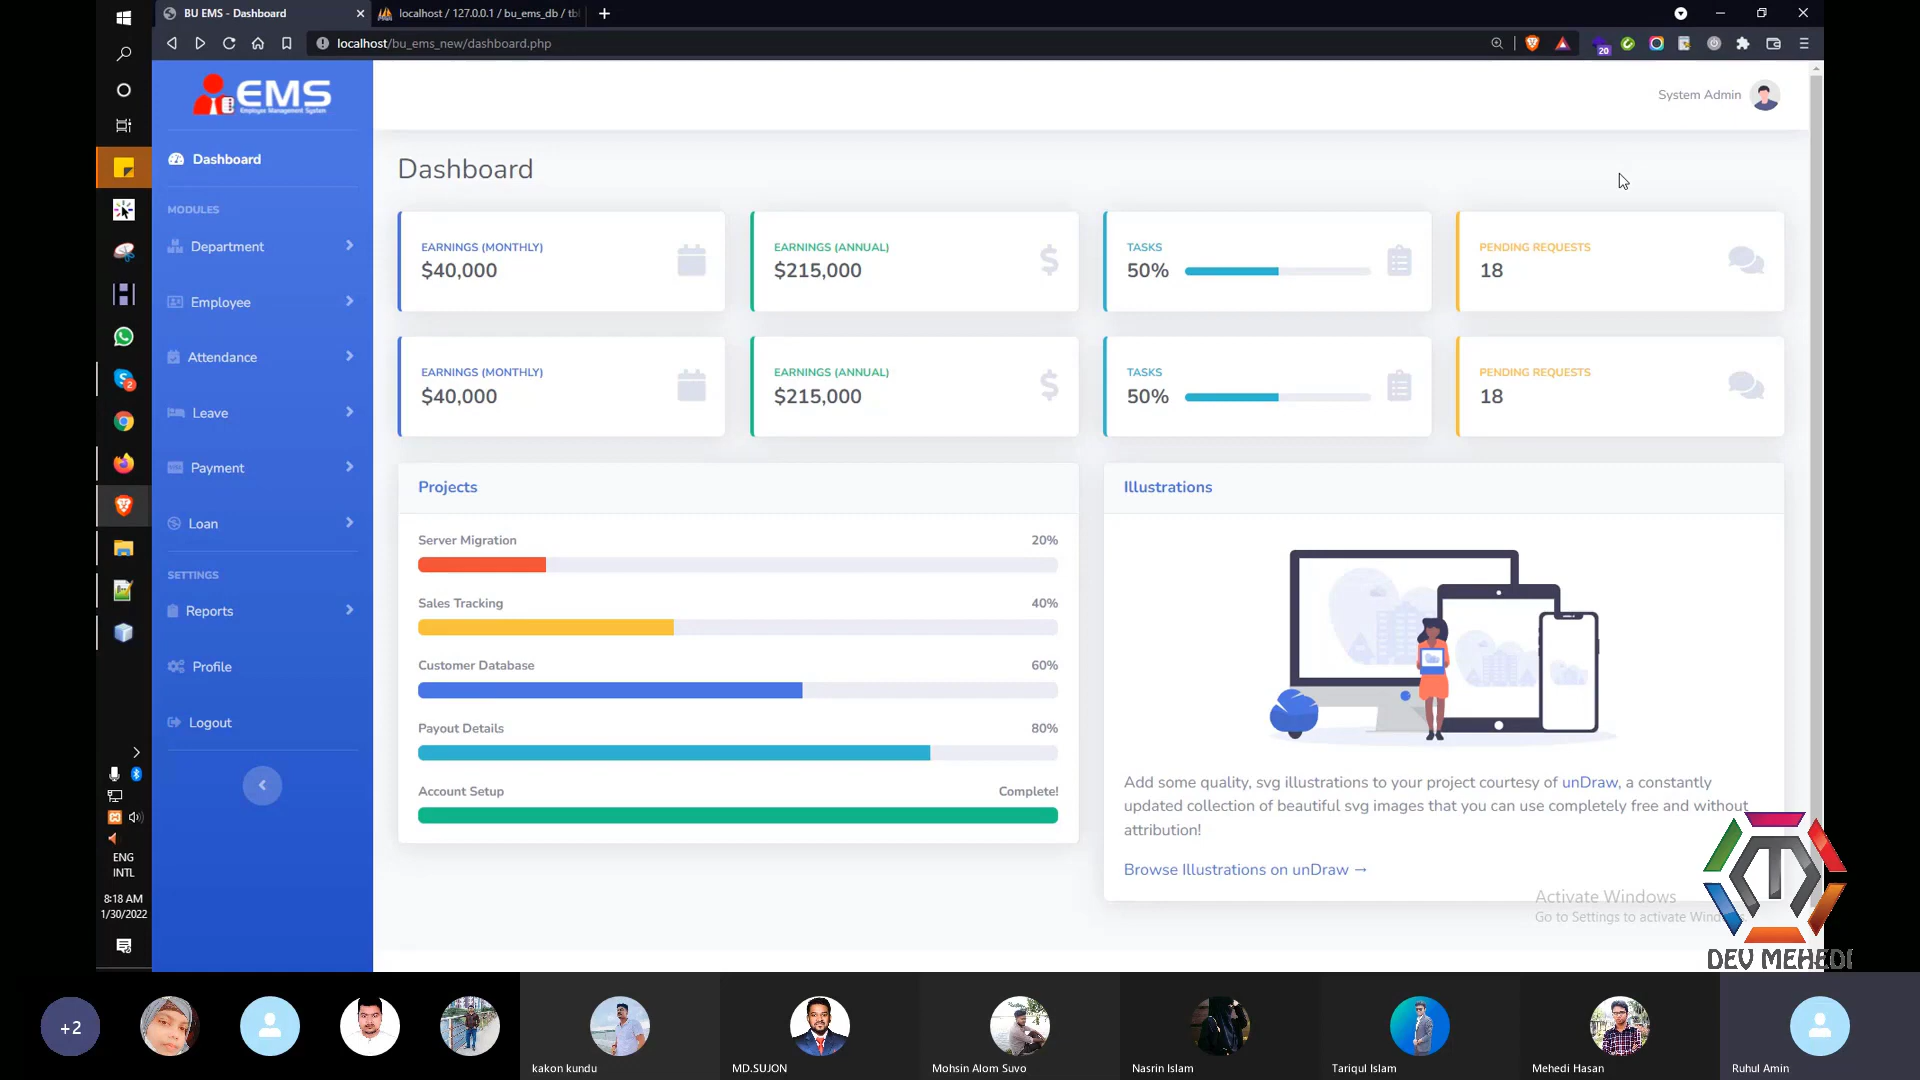 BU EMS - Dashboard
localhost / 127.0.0.1 / bu_ems_db / tbl
localhost/bu_ems_new/dashboard.php
20
EMS
Employee Management System
System Admin
Dashboard
MODULES
Department
Employee
Attendance
Leave
Payment
Loan
SETTINGS
Reports
Profile
Logout
Dashboard
EARNINGS (MONTHLY)
$40,000
EARNINGS (ANNUAL)
$215,000
TASKS
50%
PENDING REQUESTS
18
EARNINGS (MONTHLY)
$40,000
EARNINGS (ANNUAL)
$215,000
TASKS
50%
PENDING REQUESTS
18
Projects
Server Migration
20%
Sales Tracking
40%
Customer Database
60%
Payout Details
80%
Account Setup
Complete!
Illustrations
Add some quality, svg illustrations to your project courtesy of unDraw, a constantly
updated collection of beautiful svg images that you can use completely free and without
attribution!
Browse Illustrations on unDraw →
Activate Windows
Go to Settings to activate
DEV MEHEDI
2
ENG
INTL
8:18 AM
1/30/2022
+2
kakon kundu
MD.SUJON
Mohsin Alom Suvo
Nasrin Islam
Tariqul Islam
Mehedi Hasan
Ruhul Amin